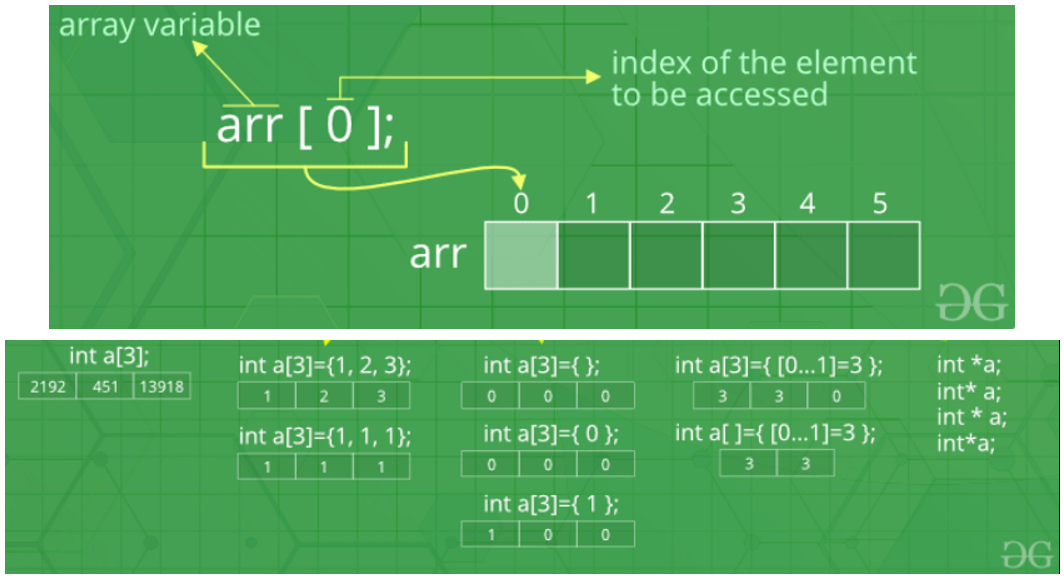 array variable
index of the element
to be accessed
arr [ 0 ];
0 1 2 3 4 5
arr
GG
int a[3];
2192 451 13918
int a[3]={1, 2, 3};
1 2 3
int a[3]={1, 1, 1};
1 1 1
int a[3]={ };
0 0 0
int a[3]={ 0 };
0 0 0
int a[3]={ 1 };
1 0 0
int a[3]={ [0...1]=3 };
3 3 0
int a[ ]={ [0...1]=3 };
3 3
int *a;
int* a;
int * a;
int*a;
GG